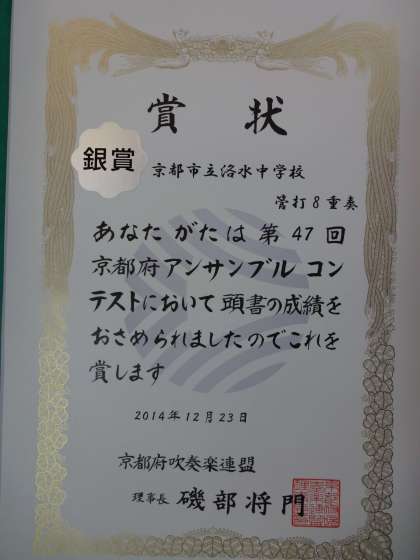 賞状
銀賞
京都市立洛水中学校
管打8重奏
あなたがたは第47回
京都府アンサンブルコン
テストにおいて頭書の成績を
おさめられましたのでこれを
賞します
2014年12月23日
京都府吹奏楽連盟
理事長 磯部将門